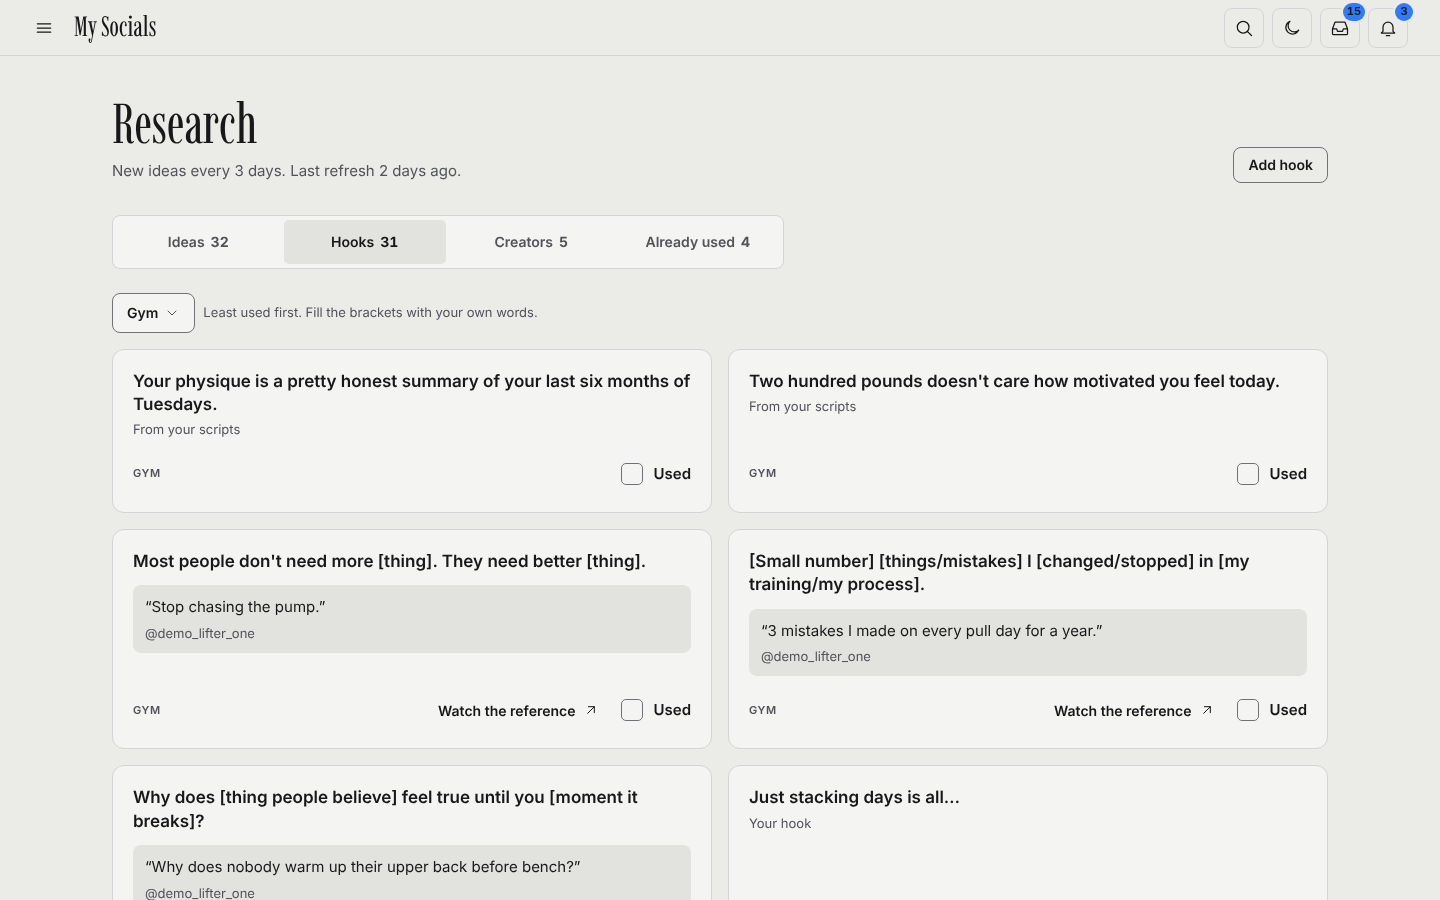 My Socials
15
3
Research
New ideas every 3 days. Last refresh 2 days ago.
Add hook
Ideas 32
Hooks 31
Creators 5
Already used 4
Gym
Least used first. Fill the brackets with your own words.
Your physique is a pretty honest summary of your last six months of
Tuesdays.
From your scripts
GYM
Used
Two hundred pounds doesn't care how motivated you feel today.
From your scripts
GYM
Used
Most people don't need more [thing]. They need better [thing].
“Stop chasing the pump.”
@demo_lifter_one
GYM
Watch the reference
Used
[Small number] [things/mistakes] I [changed/stopped] in [my
training/my process].
“3 mistakes I made on every pull day for a year.”
@demo_lifter_one
GYM
Watch the reference
Used
Why does [thing people believe] feel true until you [moment it
breaks]?
“Why does nobody warm up their upper back before bench?”
@demo_lifter_one
Just stacking days is all...
Your hook